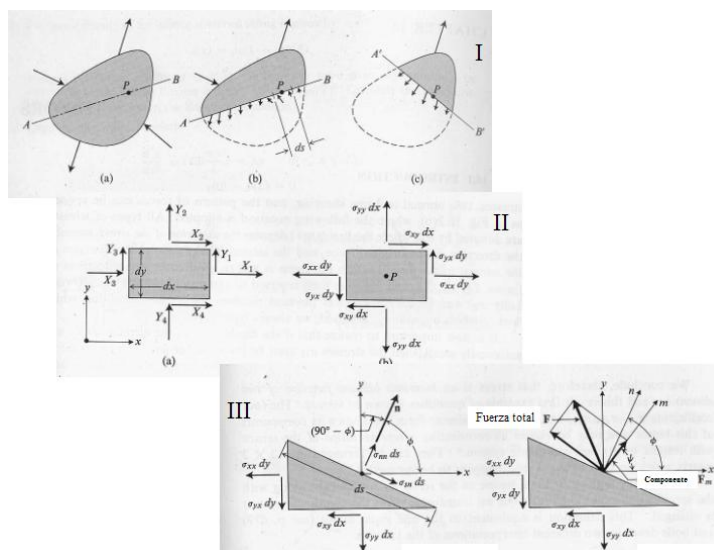 I
A
P
B
A
P
B
ds
A'
P
B'
(a)
(b)
(c)
II
Y₂
X₂
Y₃
Y₁
dy
X₃
dx
X₁
y
Y₄
X₄
x
(a)
σyy dx
σxy dx
σyx dy
σxx dy
P
σxx dy
σyx dy
σxy dx
σyy dx
(b)
III
y
n
(90° − ϕ)
σnn ds
x
σxx dy
σsn ds
ds
σyx dy
σxy dx
σyy dx
y
n
m
Fuerza total
F
x
σxx dy
Componente
Fm
σyx dy
σxy dx
σyy dx